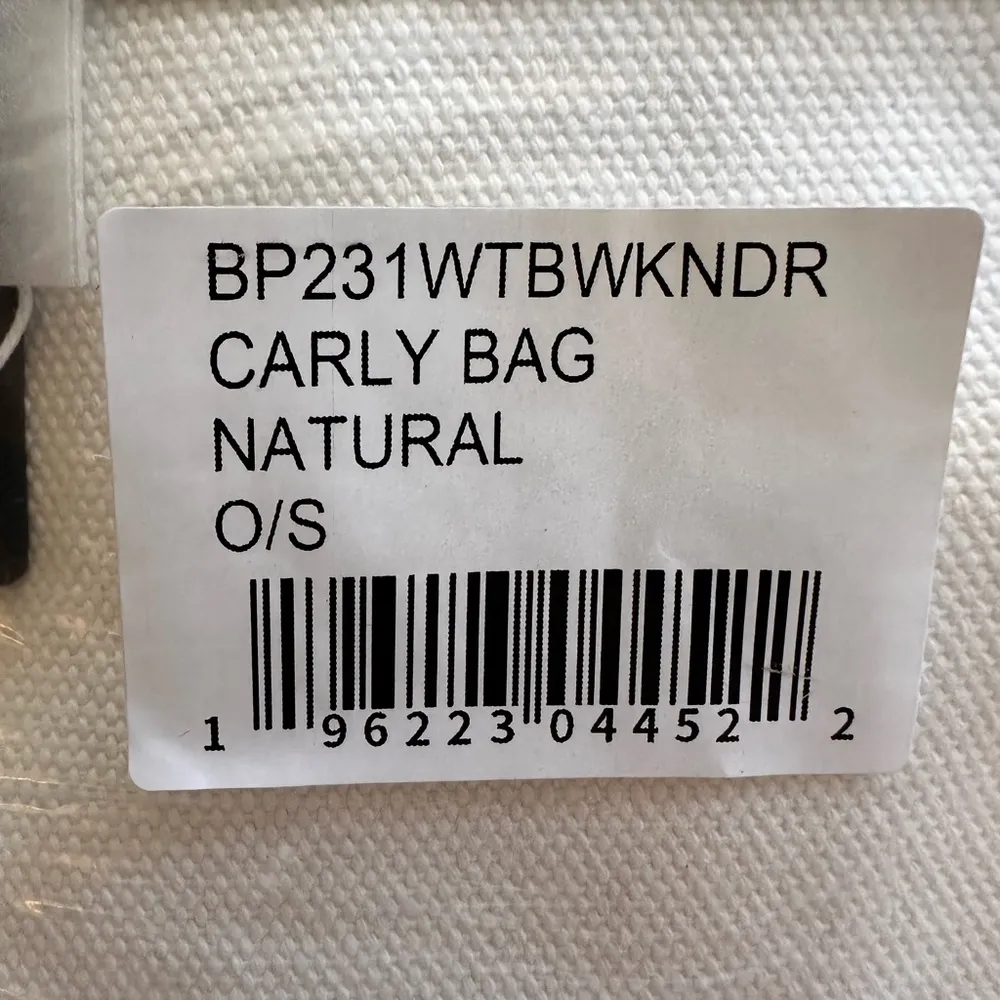 BP231WTBWKNDR
CARLY BAG
NATURAL
O/S
1 96223 04452 2